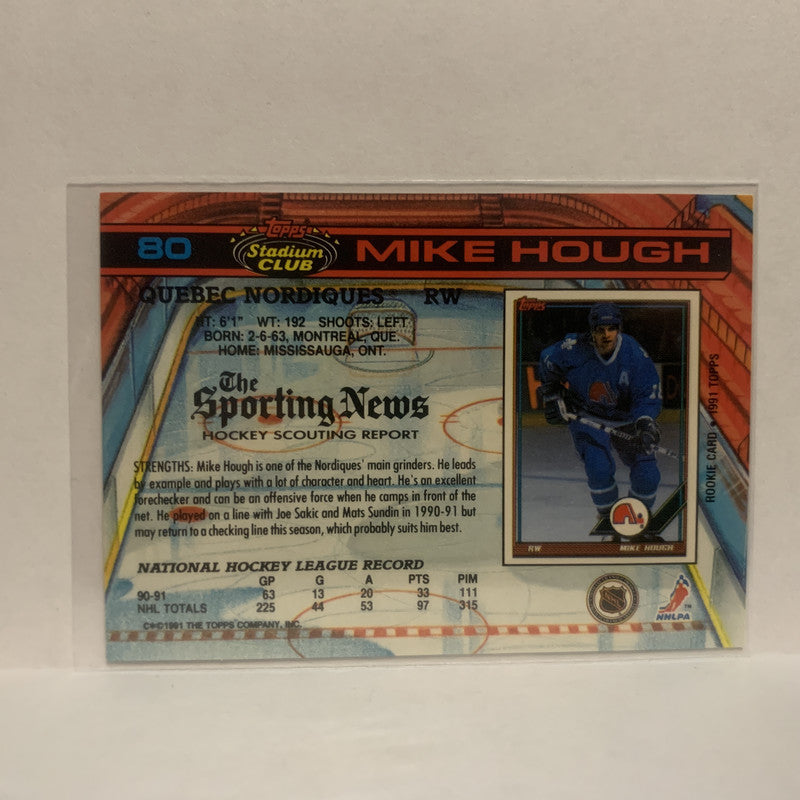 80
Topps
Stadium
CLUB
MIKE HOUGH
QUEBEC NORDIQUES RW
HT: 6'1" WT: 192 SHOOTS: LEFT
BORN: 2-6-63, MONTREAL, QUE.
HOME: MISSISSAUGA, ONT.
The
Sporting News
HOCKEY SCOUTING REPORT
STRENGTHS: Mike Hough is one of the Nordiques' main grinders. He leads
by example and plays with a lot of character and heart. He's an excellent
forechecker and can be an offensive force when he camps in front of the
net. He played on a line with Joe Sakic and Mats Sundin in 1990-91 but
may return to a checking line this season, which probably suits him best.
NATIONAL HOCKEY LEAGUE RECORD
GP G A PTS PIM
90-91 63 13 20 33 111
NHL TOTALS 225 44 53 97 315
©®1991 THE TOPPS COMPANY, INC.
TOPPS
A
RW MIKE HOUGH
ROOKIE CARD • 1991 TOPPS
NHL
NHLPA™